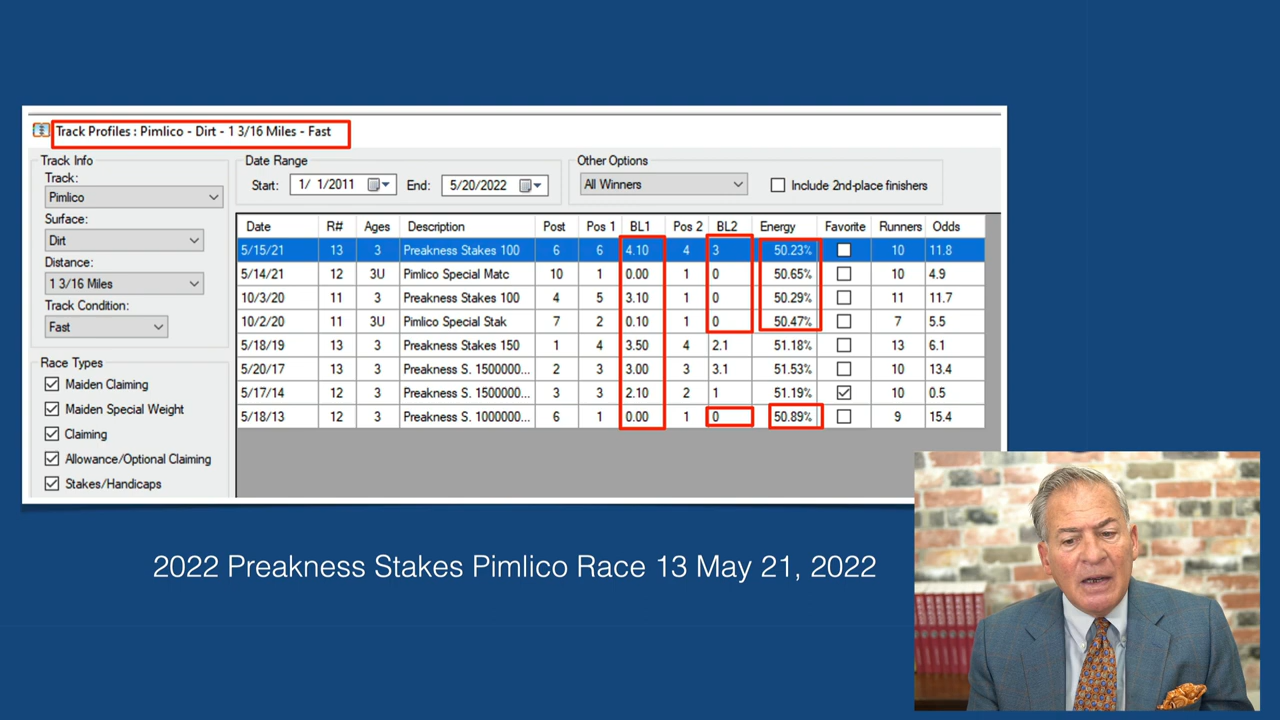 Track Profiles : Pimlico - Dirt - 1 3/16 Miles - Fast
Track Info
Track:
Pimlico
Surface:
Dirt
Distance:
1 3/16 Miles
Track Condition:
Fast
Race Types
Maiden Claiming
Maiden Special Weight
Claiming
Allowance/Optional Claiming
Stakes/Handicaps
Date Range
Start: 1/ 1/2011 End: 5/20/2022
Other Options
All Winners Include 2nd-place finishers
Date R# Ages Description Post Pos 1 BL1 Pos 2 BL2 Energy Favorite Runners Odds
5/15/21 13 3 Preakness Stakes 100 6 6 4.10 4 3 50.23% 10 11.8
5/14/21 12 3U Pimlico Special Matc 10 1 0.00 1 0 50.65% 10 4.9
10/3/20 11 3 Preakness Stakes 100 4 5 3.10 1 0 50.29% 11 11.7
10/2/20 11 3U Pimlico Special Stak 7 2 0.10 1 0 50.47% 7 5.5
5/18/19 13 3 Preakness Stakes 150 1 4 3.50 4 2.1 51.18% 13 6.1
5/20/17 13 3 Preakness S. 1500000... 2 3 3.00 3 3.1 51.53% 10 13.4
5/17/14 12 3 Preakness S. 1500000... 3 3 2.10 2 1 51.19% 10 0.5
5/18/13 12 3 Preakness S. 1000000... 6 1 0.00 1 0 50.89% 9 15.4
2022 Preakness Stakes Pimlico Race 13 May 21, 2022